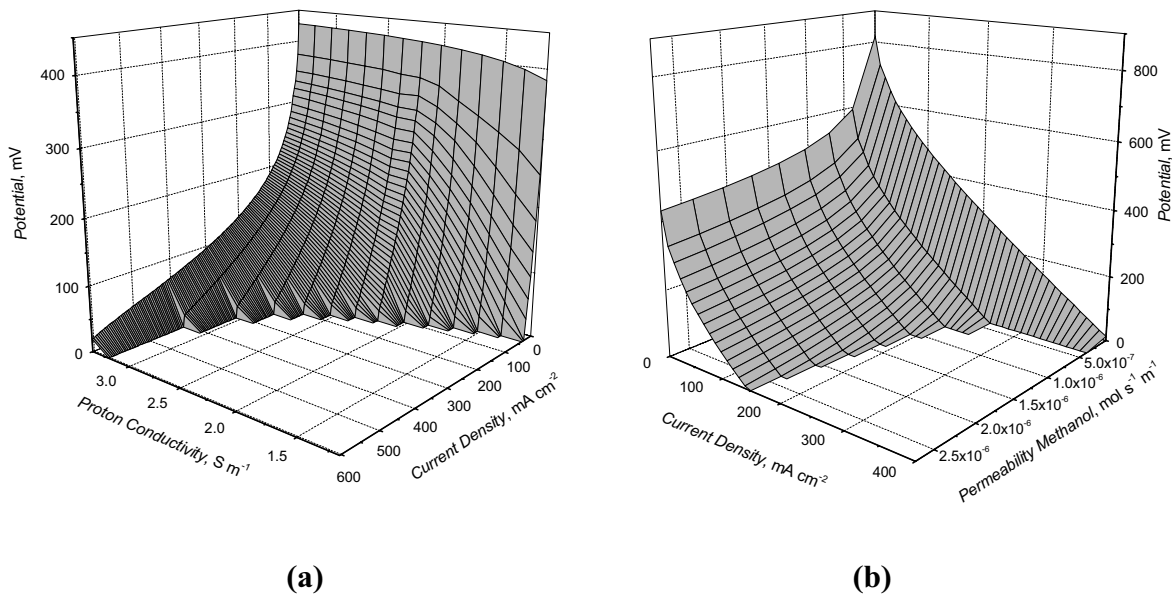 400
300
200
100
0
Potential, mV
3.0
2.5
2.0
1.5
Proton Conductivity, S m⁻¹
600
500
400
300
200
100
0
Current Density, mA cm⁻²
(a)
800
600
400
200
0
Potential, mV
0
100
200
300
400
Current Density, mA cm⁻²
5.0x10⁻⁷
1.0x10⁻⁶
1.5x10⁻⁶
2.0x10⁻⁶
2.5x10⁻⁶
Permeability Methanol, mol s⁻¹ m⁻¹
(b)